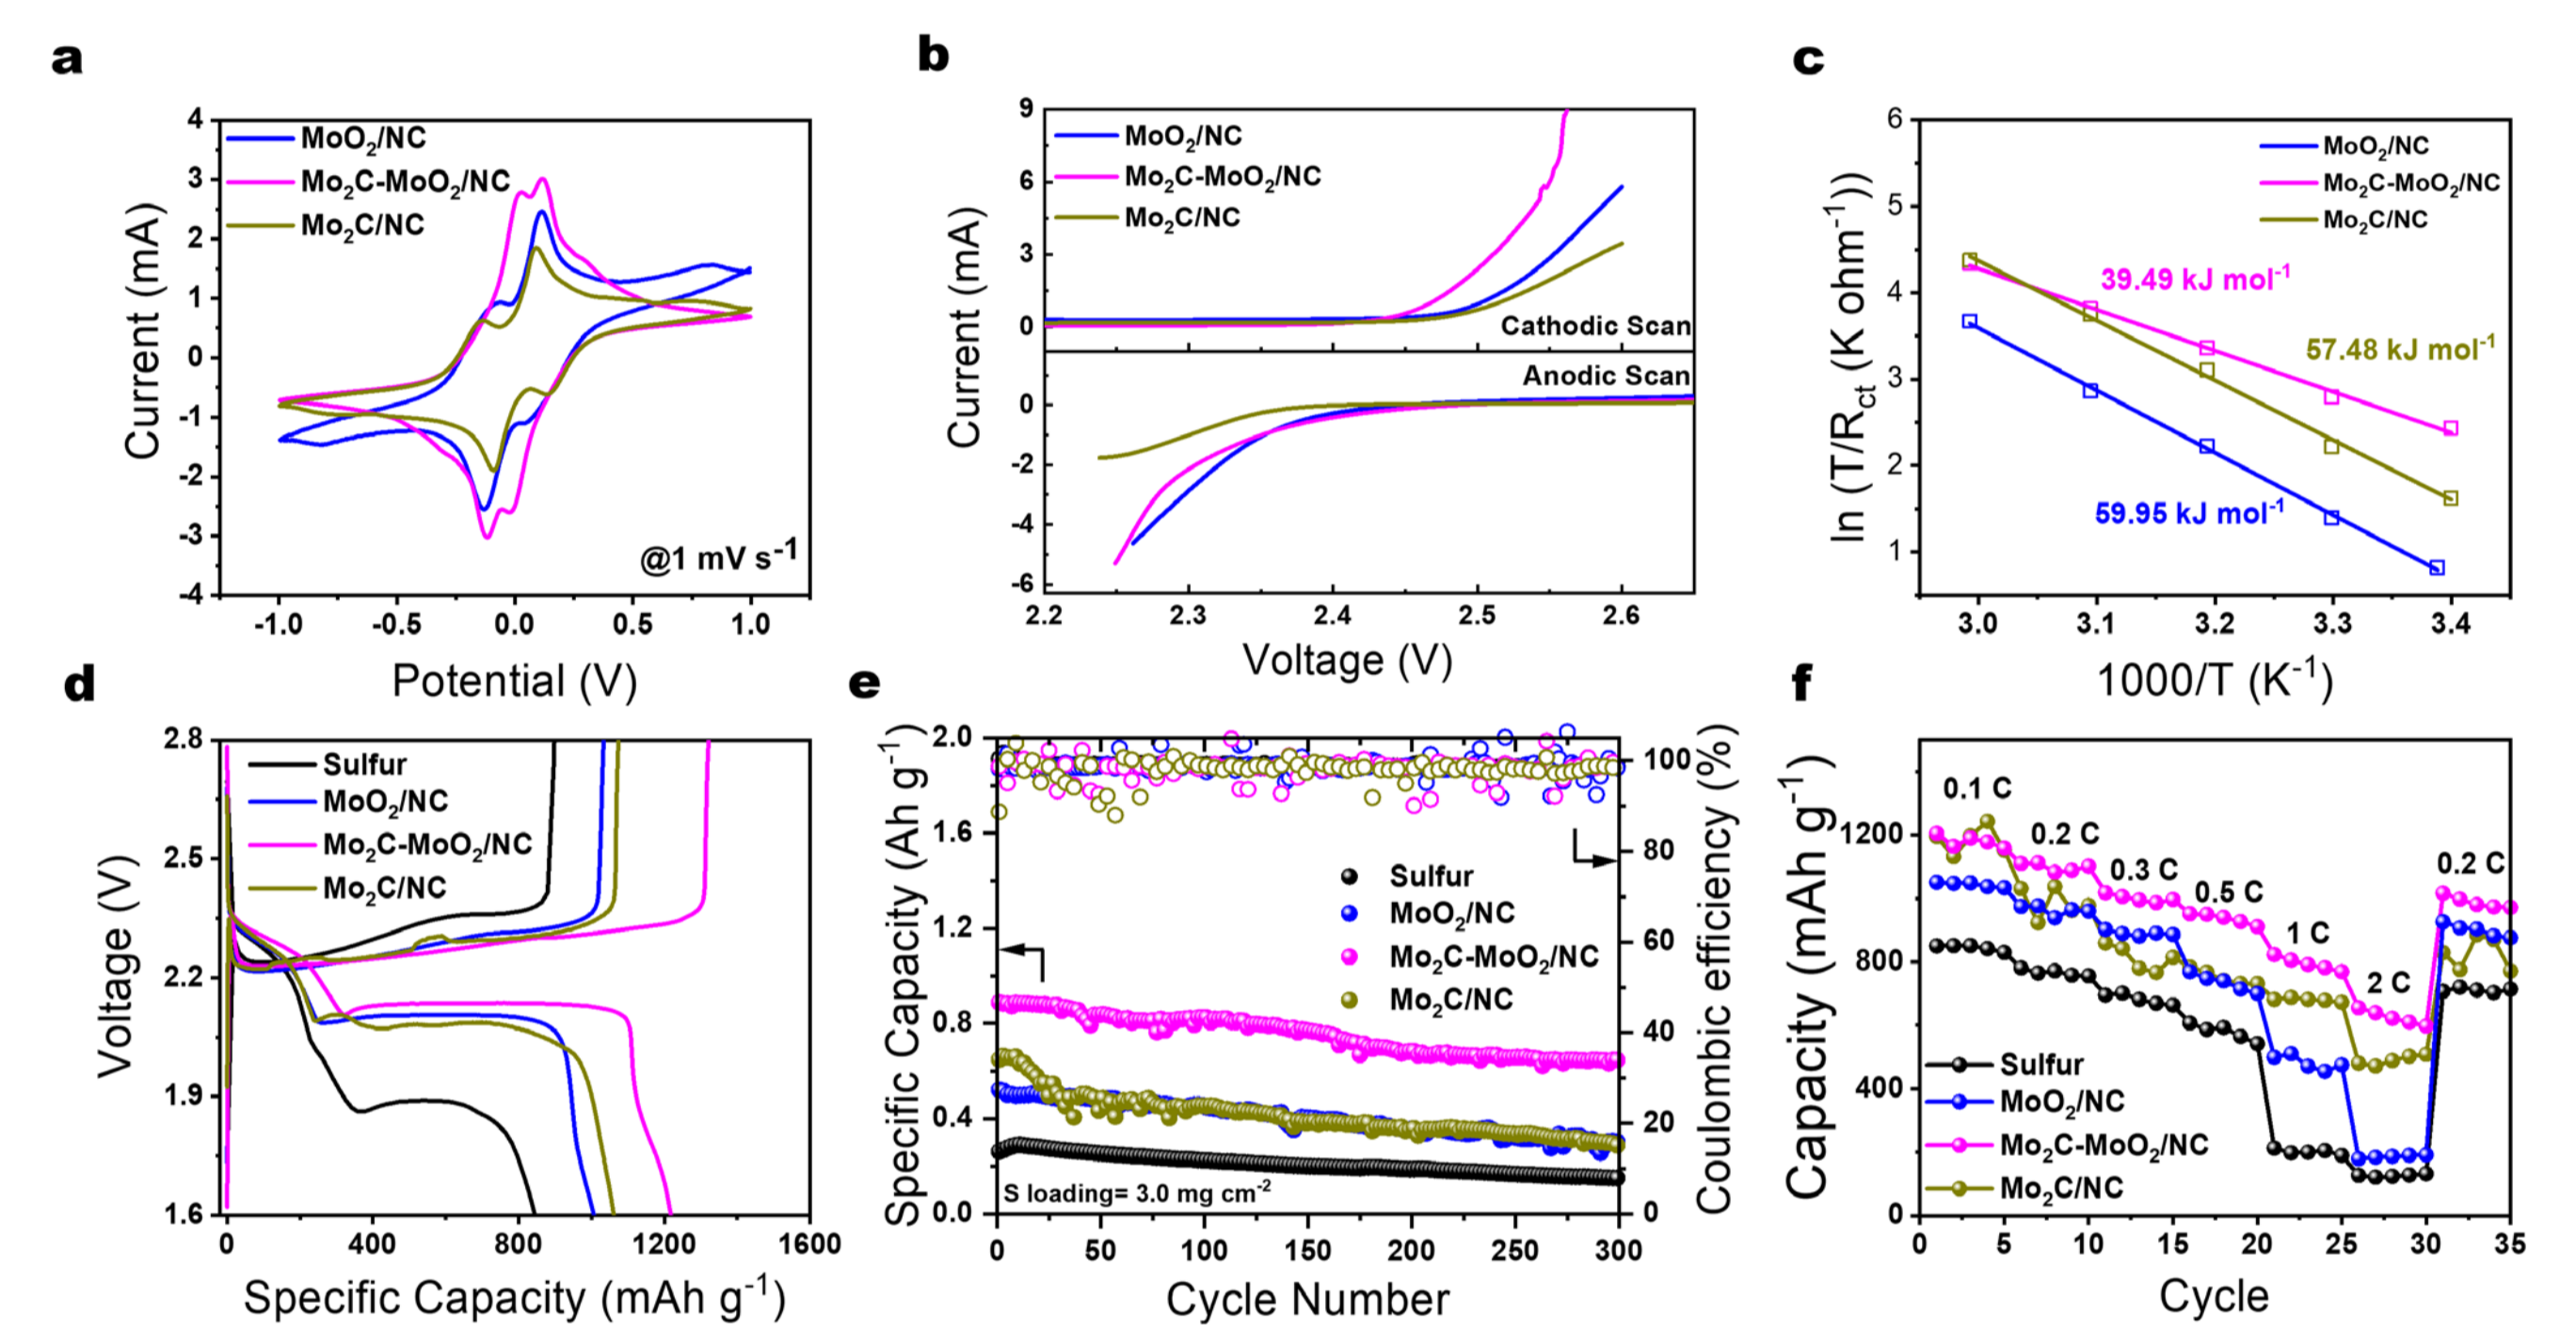 a
4
3
2
1
0
-1
-2
-3
-4
Current (mA)
MoO₂/NC
Mo₂C-MoO₂/NC
Mo₂C/NC
@1 mV s⁻¹
-1.0 -0.5 0.0 0.5 1.0
Potential (V)
b
9
6
3
0
0
-2
-4
-6
Current (mA)
MoO₂/NC
Mo₂C-MoO₂/NC
Mo₂C/NC
Cathodic Scan
Anodic Scan
2.2 2.3 2.4 2.5 2.6
Voltage (V)
c
6
5
4
3
2
1
ln (T/Rct (K ohm⁻¹))
MoO₂/NC
Mo₂C-MoO₂/NC
Mo₂C/NC
39.49 kJ mol⁻¹
57.48 kJ mol⁻¹
59.95 kJ mol⁻¹
3.0 3.1 3.2 3.3 3.4
1000/T (K⁻¹)
d
2.8
2.5
2.2
1.9
1.6
Voltage (V)
Sulfur
MoO₂/NC
Mo₂C-MoO₂/NC
Mo₂C/NC
0 400 800 1200 1600
Specific Capacity (mAh g⁻¹)
e
2.0
1.6
1.2
0.8
0.4
0.0
Specific Capacity (Ah g⁻¹)
Sulfur
MoO₂/NC
Mo₂C-MoO₂/NC
Mo₂C/NC
S loading= 3.0 mg cm⁻²
100
80
60
40
20
0
Coulombic efficiency (%)
0 50 100 150 200 250 300
Cycle Number
f
1200
800
400
0
Capacity (mAh g⁻¹)
0.1 C
0.2 C
0.3 C
0.5 C
1 C
2 C
0.2 C
Sulfur
MoO₂/NC
Mo₂C-MoO₂/NC
Mo₂C/NC
0 5 10 15 20 25 30 35
Cycle